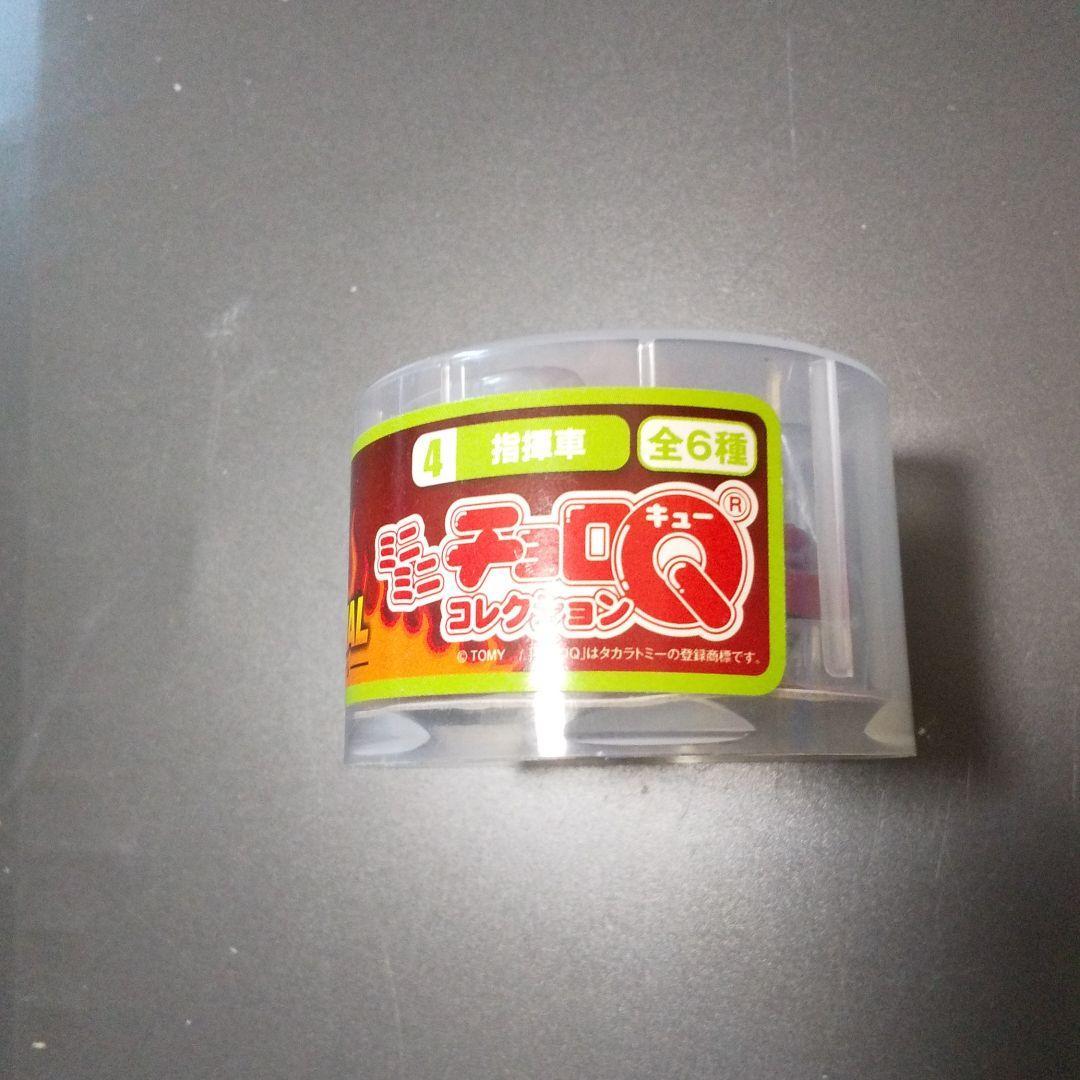 4 指揮車 全6種
ミニミニ チョロQ キュー ®
コレクション
AL
© TOMY Q」はタカラトミーの登録商標です。